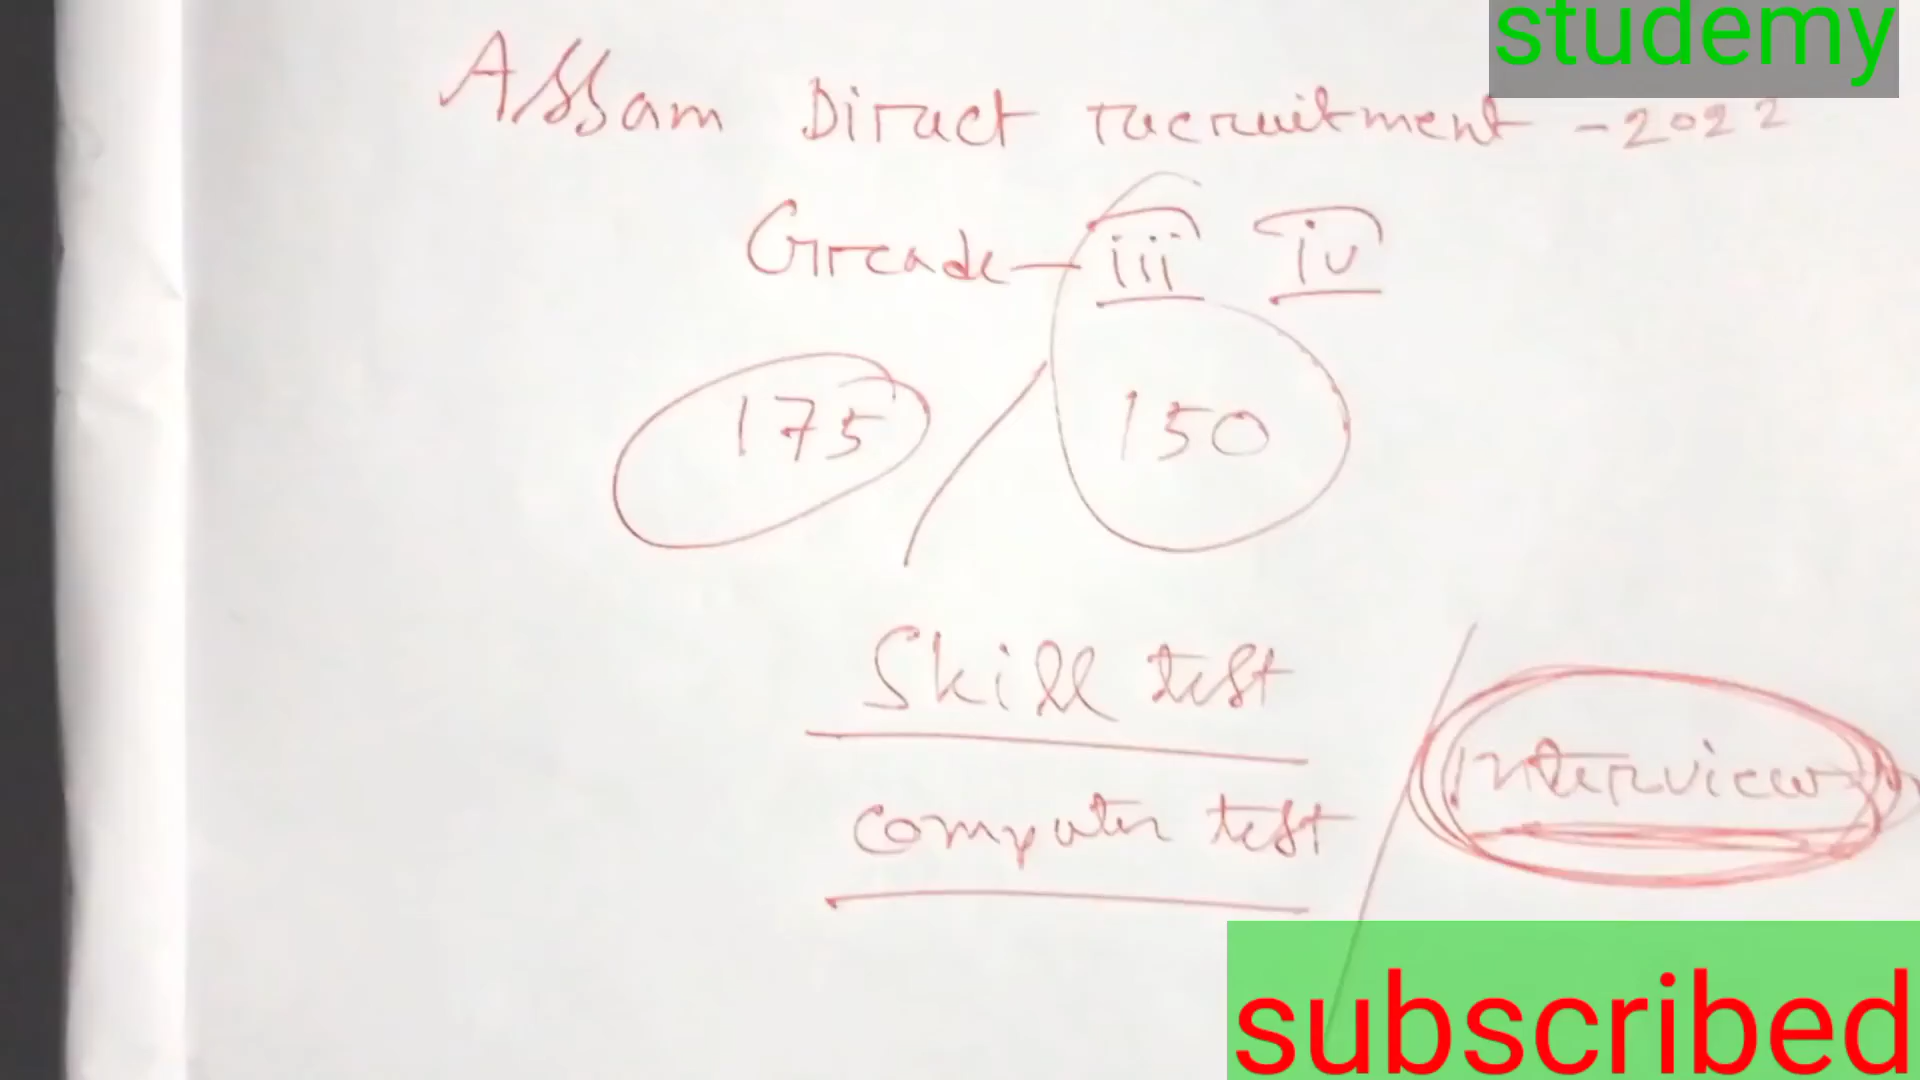 studemy
Assam Direct recruitment - 2022
Grade - iii iv
175 150
Skill test
Interview
computer test
subscribed